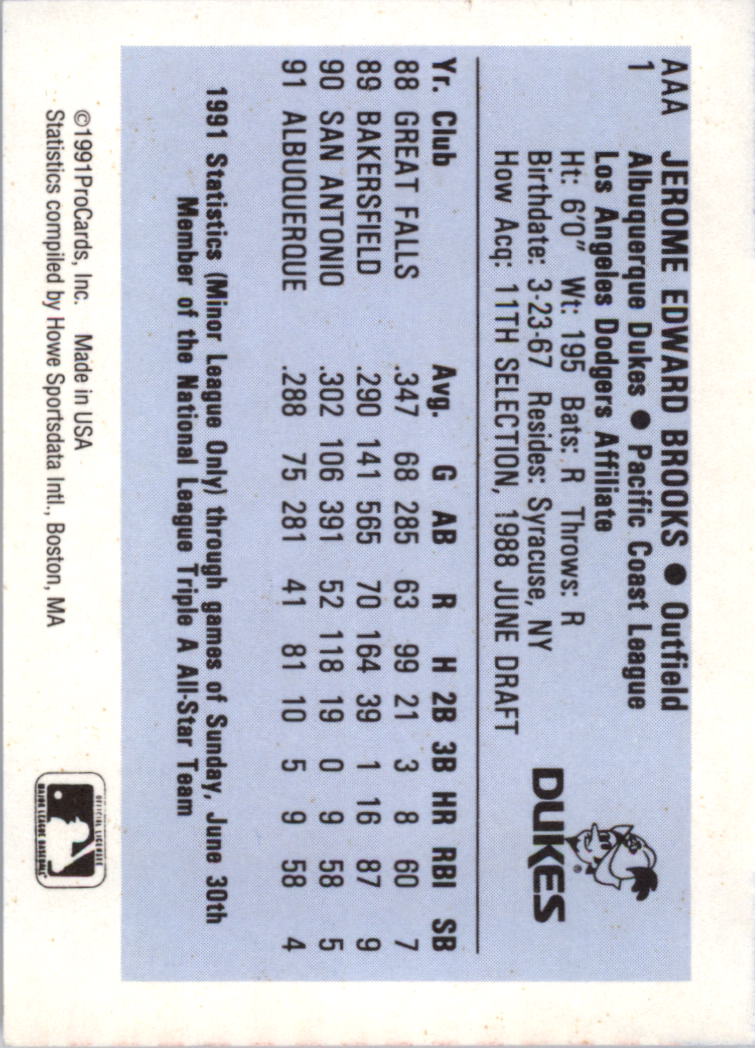 AAA JEROME EDWARD BROOKS ● Outfield
1 Albuquerque Dukes ● Pacific Coast League
Los Angeles Dodgers Affiliate
Ht: 6'0" Wt: 195 Bats: R Throws: R
Birthdate: 3-23-67 Resides: Syracuse, NY
How Acq: 11TH SELECTION, 1988 JUNE DRAFT
DUKES®
Yr. Club Avg. G AB R H 2B 3B HR RBI SB
88 GREAT FALLS .347 68 285 63 99 21 3 8 60 7
89 BAKERSFIELD .290 141 565 70 164 39 1 16 87 9
90 SAN ANTONIO .302 106 391 52 118 19 0 9 58 5
91 ALBUQUERQUE .288 75 281 41 81 10 5 9 58 4
1991 Statistics (Minor League Only) through games of Sunday, June 30th
Member of the National League Triple A All-Star Team
©1991ProCards, Inc. Made in USA
Statistics compiled by Howe Sportsdata Intl., Boston, MA
OFFICIAL LICENSEE
MAJOR LEAGUE BASEBALL